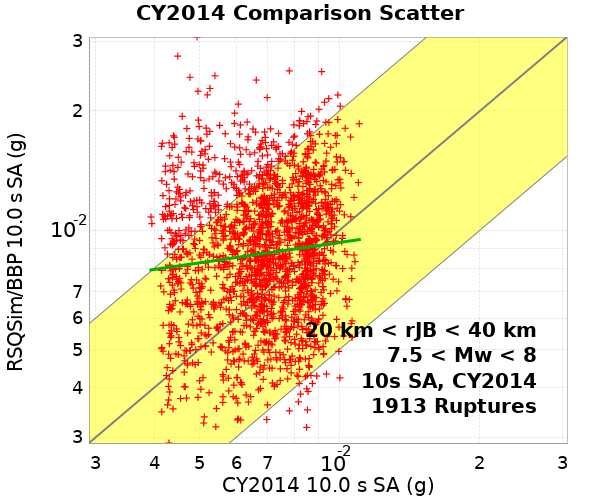 CY2014 Comparison Scatter
RSQSim/BBP 10.0 s SA (g)
3
2
10⁻²
7
6
5
4
3
20 km < rJB < 40 km
7.5 < Mw < 8
10s SA, CY2014
1913 Ruptures
3 4 5 6 7 10⁻² 2 3
CY2014 10.0 s SA (g)